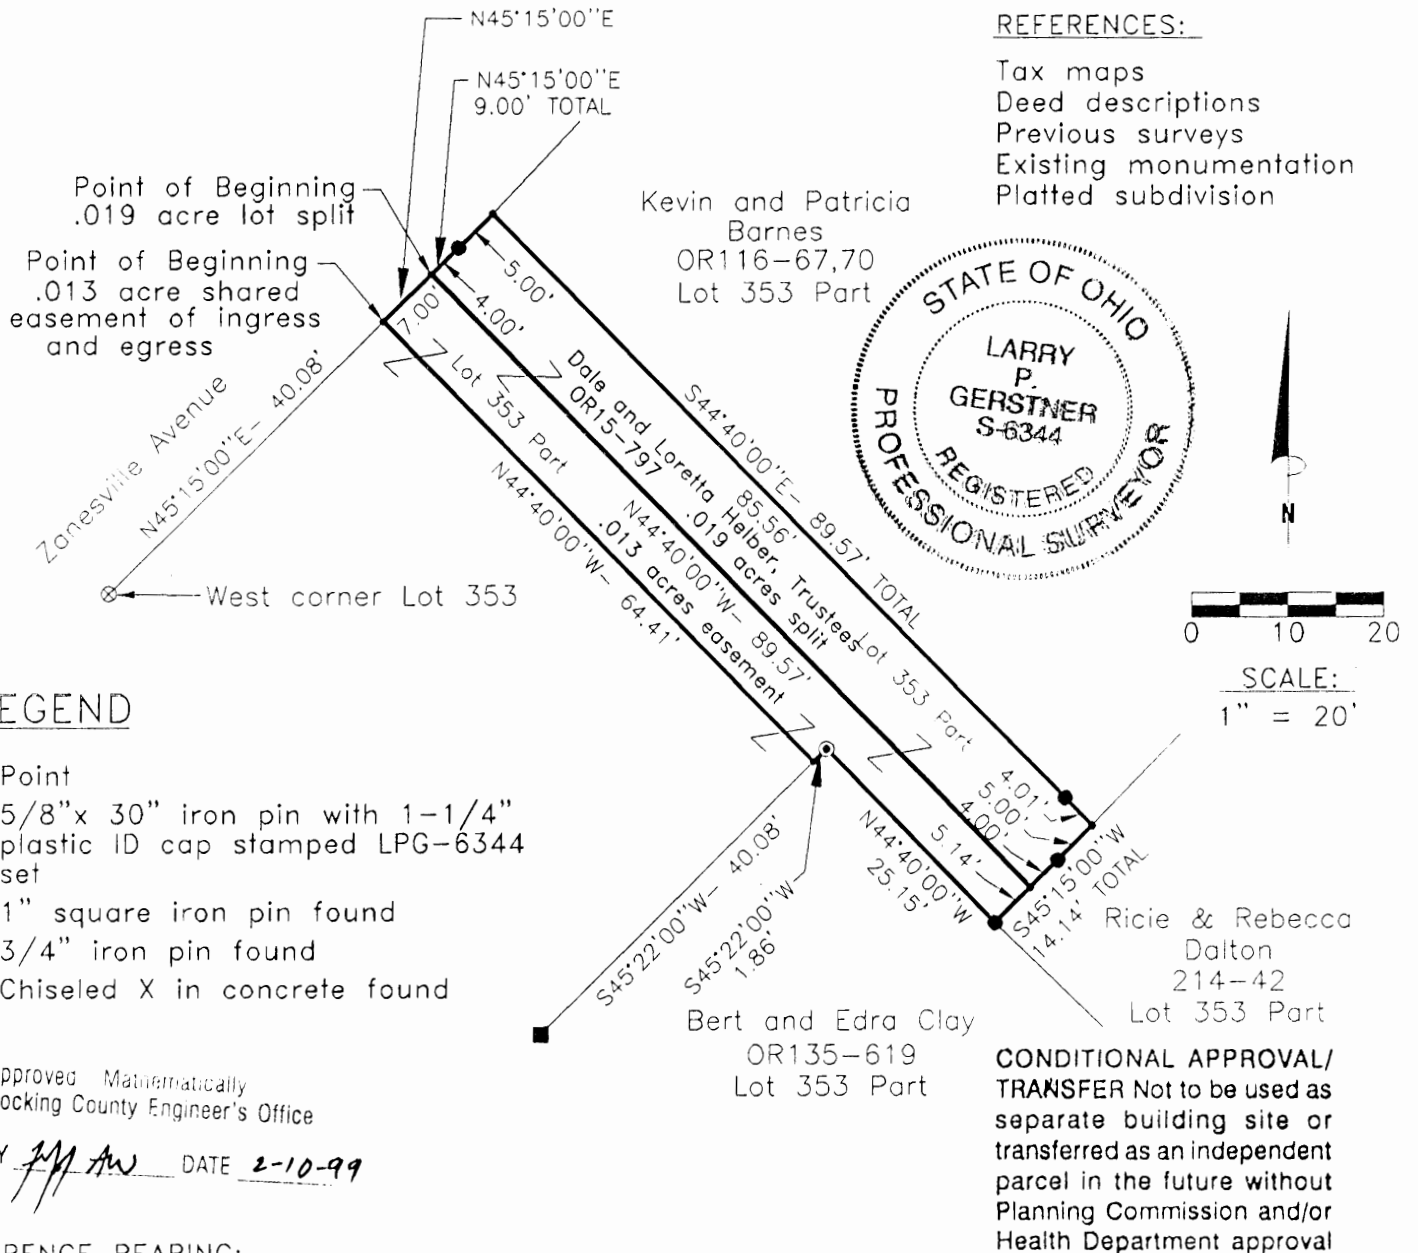 N45°15'00"E
N45°15'00"E
9.00' TOTAL
REFERENCES:
Tax maps
Deed descriptions
Previous surveys
Existing monumentation
Platted subdivision
Point of Beginning
.019 acre lot split
Point of Beginning
.013 acre shared
easement of ingress
and egress
Kevin and Patricia
Barnes
OR116-67,70
Lot 353 Part
STATE OF OHIO
LARRY
P.
GERSTNER
S-6344
REGISTERED
PROFESSIONAL SURVEYOR
5.00'
4.00'
7.00'
Zanesville Avenue
N45°15'00"E- 40.08'
West corner Lot 353
Lot 353 Part
N44°40'00"W- 64.41'
.013 acres easement
Dale and Loretta Helber, Trustees
OR15-797
.019 acres split
N44°40'00"W- 89.57'
S44°40'00"E- 89.57' TOTAL
85.56'
Lot 353 Part
4.01'
5.00'
4.00'
5.14'
N44°40'00"W
25.15'
S45°15'00"W
14.14' TOTAL
S45°22'00"W- 40.08'
S45°22'00"W
1.86'
N
0 10 20
SCALE:
1" = 20'
EGEND
Point
5/8"x 30" iron pin with 1-1/4"
plastic ID cap stamped LPG-6344
set
1" square iron pin found
3/4" iron pin found
Chiseled X in concrete found
Ricie & Rebecca
Dalton
214-42
Lot 353 Part
Bert and Edra Clay
OR135-619
Lot 353 Part
pproved Mathematically
ocking County Engineer's Office
Y DATE 2-10-99
CONDITIONAL APPROVAL/
TRANSFER Not to be used as
separate building site or
transferred as an independent
parcel in the future without
Planning Commission and/or
Health Department approval
RENCE BEARING: